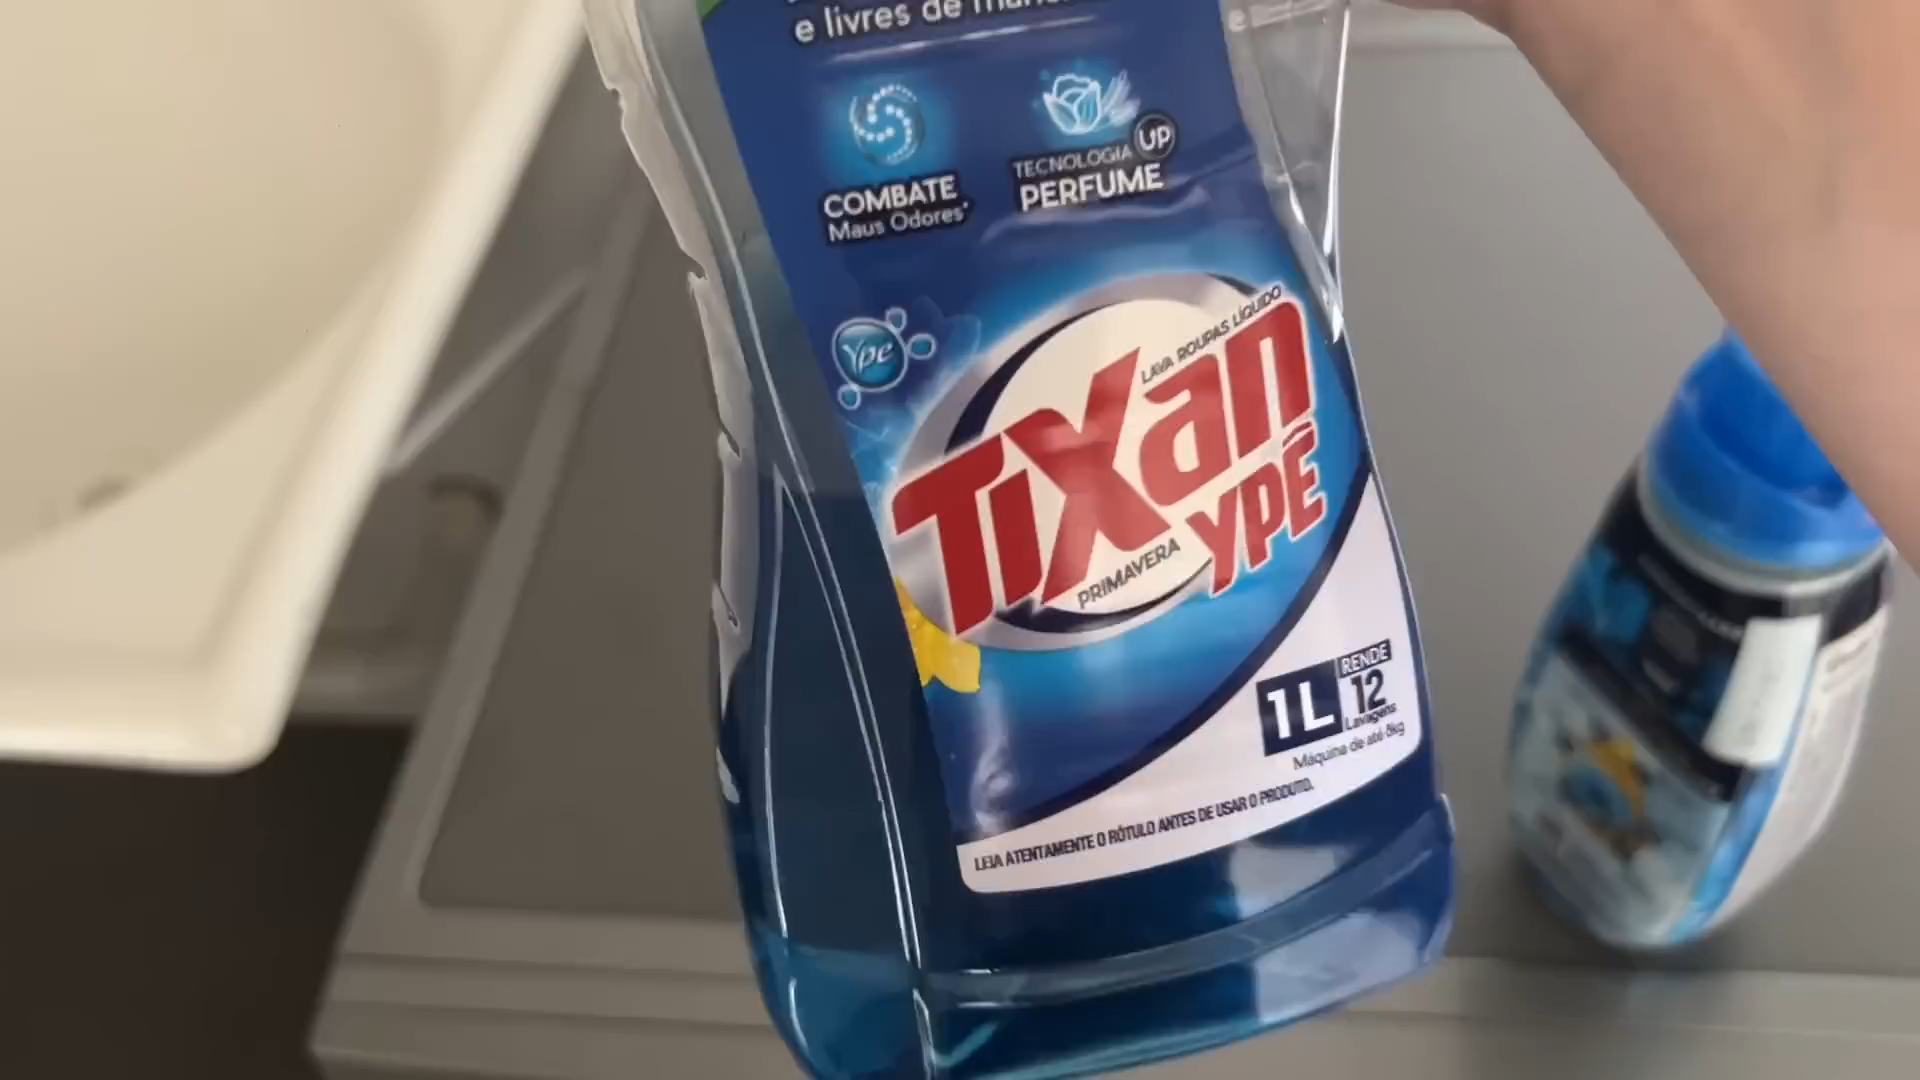 e livres de
COMBATE
Maus Odores*
TECNOLOGIA UP
PERFUME
Ypê
LAVA ROUPAS LÍQUIDO
TIXAN
YPÊ
PRIMAVERA
1L
RENDE
12
Lavagens
Máquina de até 8kg
LEIA ATENTAMENTE O RÓTULO ANTES DE USAR O PRODUTO.